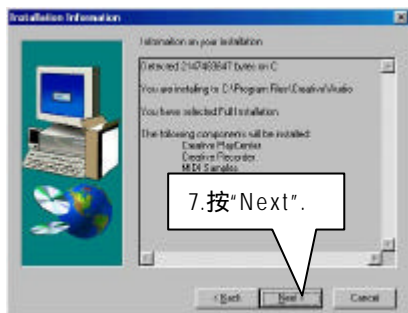 Installation Information
Information on your installation
Detected 2147483647 bytes on C
You are installing to C:\Program Files\Creative\Audio
You have selected Full Installation
The following components will be installed:
Creative PlayCenter
Creative Recorder
MIDI Samples
7.按"Next".
< Back
Next >
Cancel